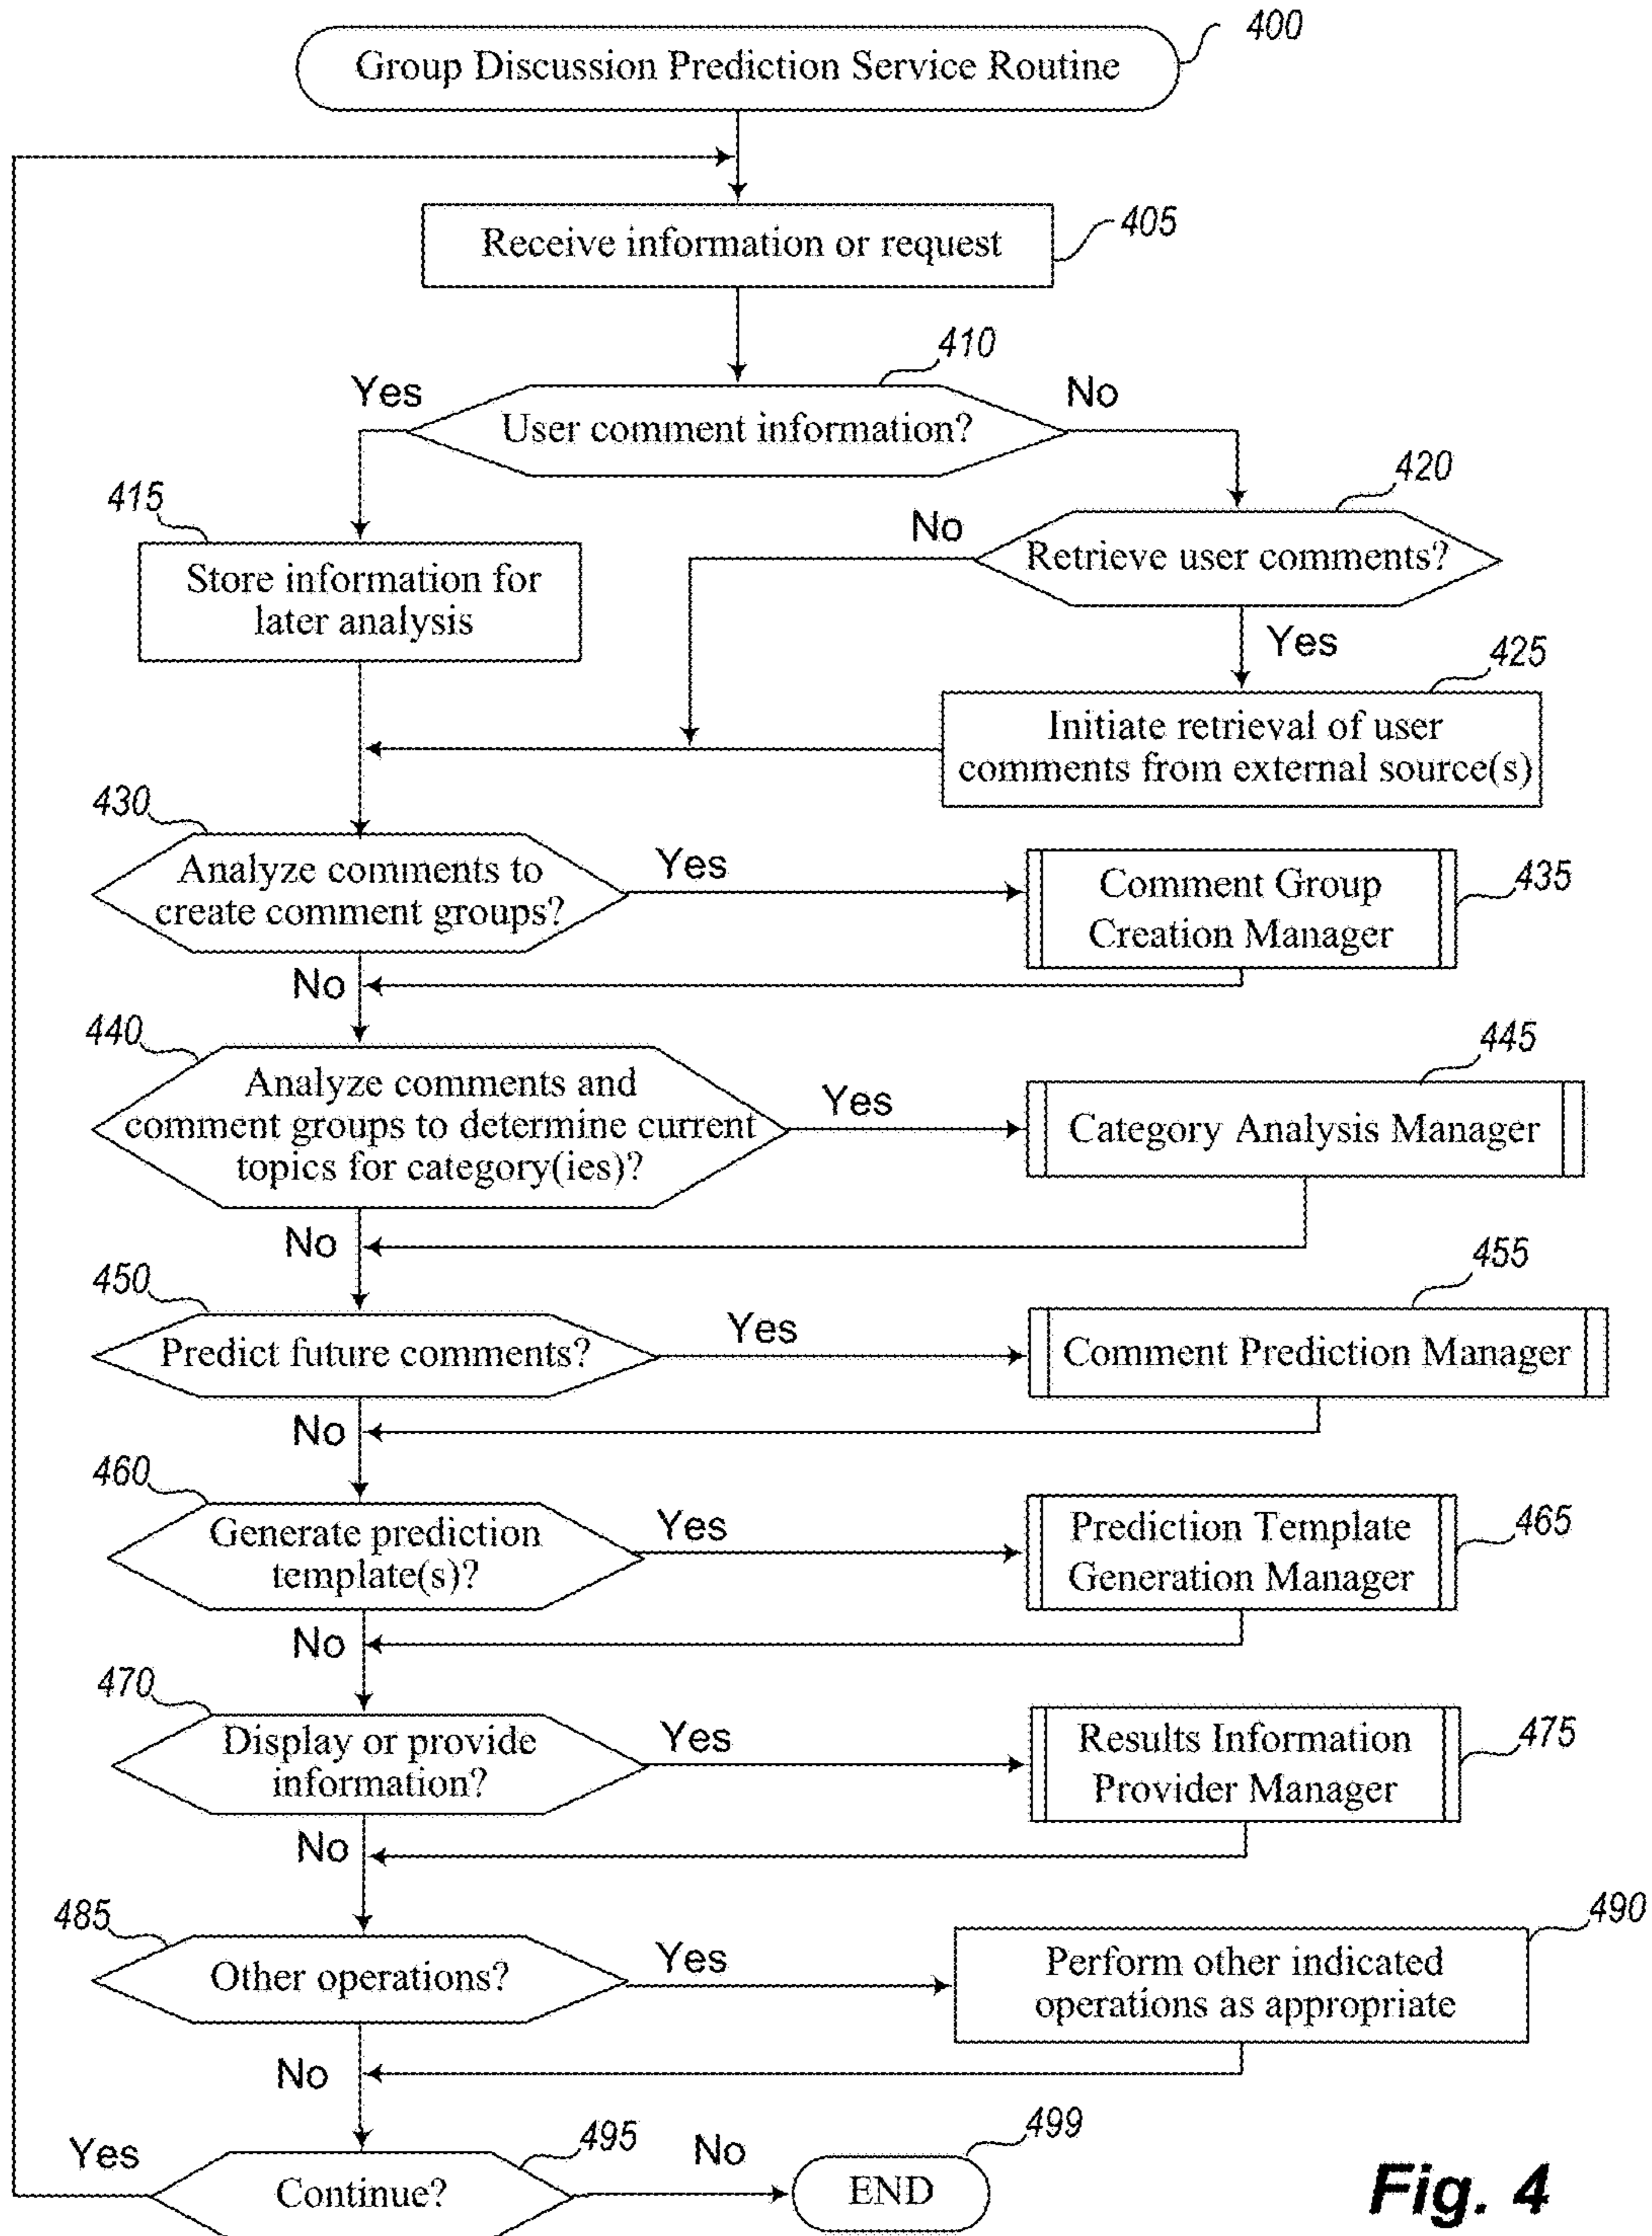 400
Group Discussion Prediction Service Routine
405
Receive information or request
410
Yes
No
User comment information?
420
415
No
Retrieve user comments?
Store information for
later analysis
Yes
425
Initiate retrieval of user
comments from external source(s)
430
Analyze comments to
create comment groups?
Yes
Comment Group
Creation Manager
435
No
440
445
Analyze comments and
comment groups to determine current
topics for category(ies)?
Yes
Category Analysis Manager
No
450
455
Predict future comments?
Yes
Comment Prediction Manager
No
460
Generate prediction
template(s)?
Yes
Prediction Template
Generation Manager
465
No
470
Display or provide
information?
Yes
Results Information
Provider Manager
475
No
485
490
Other operations?
Yes
Perform other indicated
operations as appropriate
No
495
499
Yes
Continue?
No
END
Fig. 4